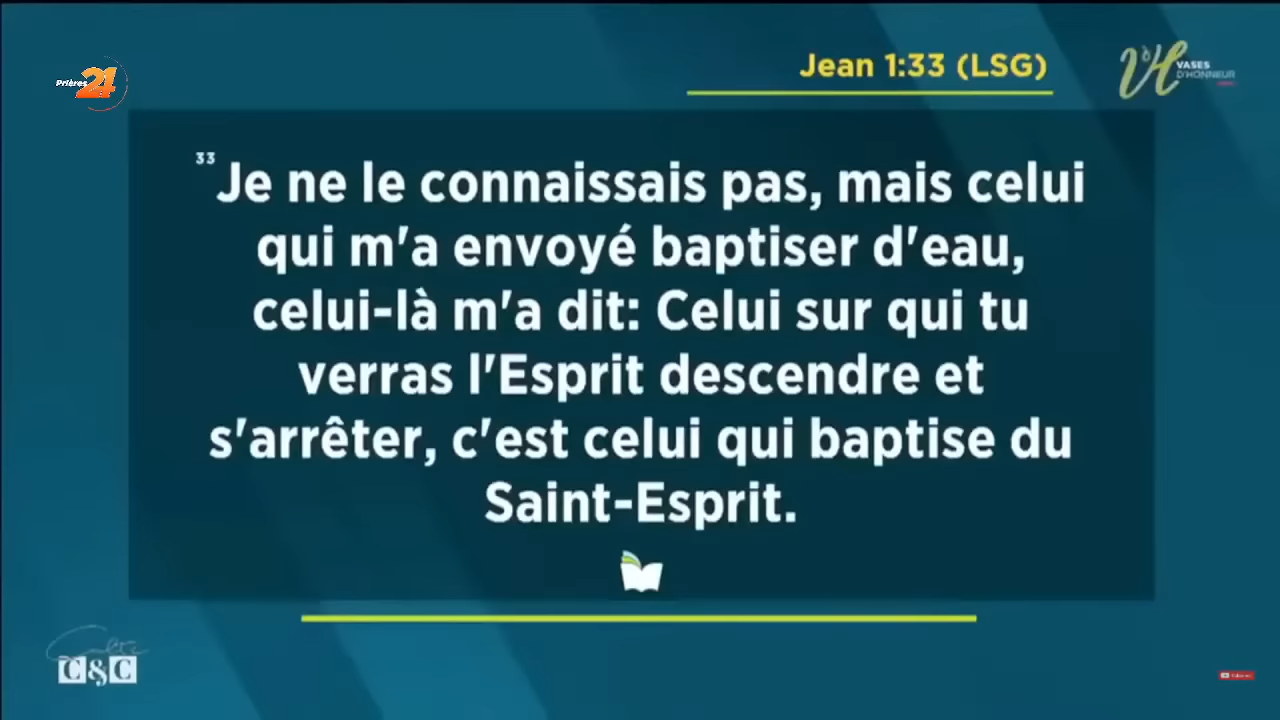 Prières 24
Jean 1:33 (LSG)
VASES
D'HONNEUR
33 Je ne le connaissais pas, mais celui
qui m'a envoyé baptiser d'eau,
celui-là m'a dit: Celui sur qui tu
verras l'Esprit descendre et
s'arrêter, c'est celui qui baptise du
Saint-Esprit.
C&C